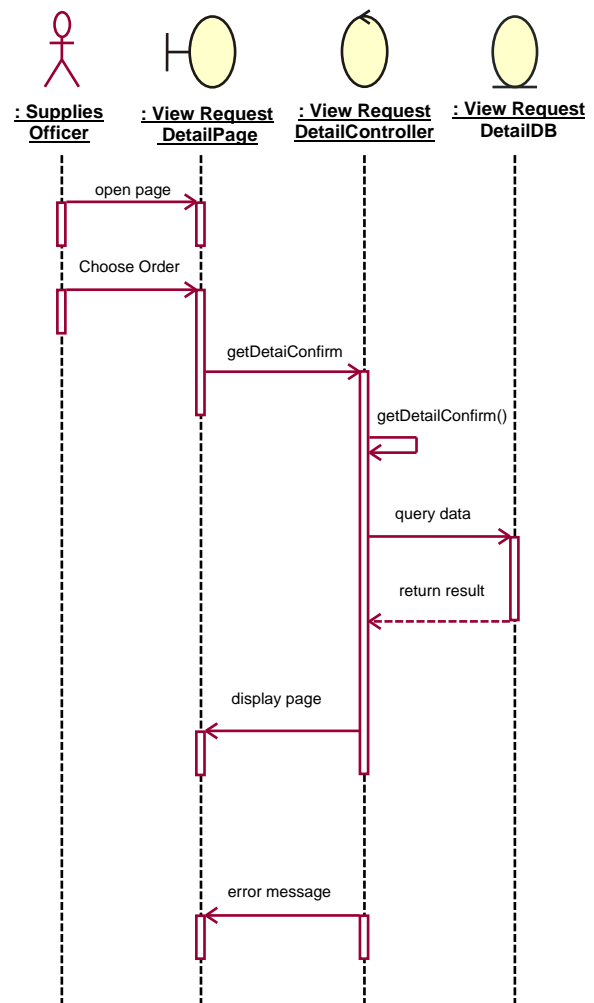 : Supplies
Officer
: View Request
DetailPage
: View Request
DetailController
: View Request
DetailDB
open page
Choose Order
getDetaiConfirm
getDetailConfirm()
query data
return result
display page
error message